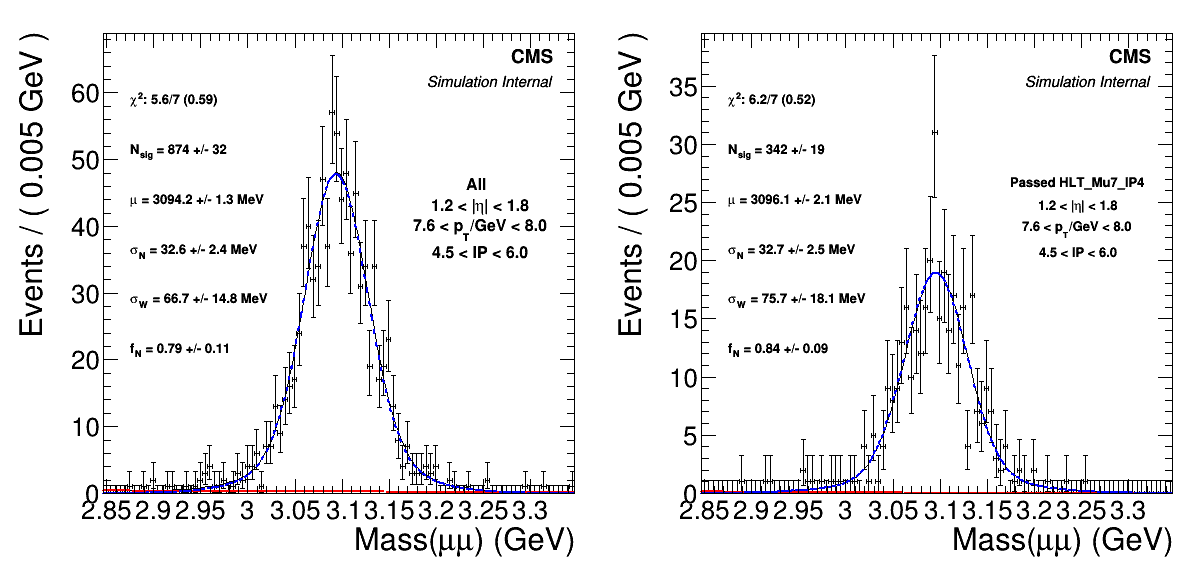 Events / ( 0.005 GeV )
60
50
40
30
20
10
0
CMS
Simulation Internal
χ²: 5.6/7 (0.59)
N_sig = 874 +/- 32
μ = 3094.2 +/- 1.3 MeV
σ_N = 32.6 +/- 2.4 MeV
σ_W = 66.7 +/- 14.8 MeV
f_N = 0.79 +/- 0.11
All
1.2 < |η| < 1.8
7.6 < p_T/GeV < 8.0
4.5 < IP < 6.0
2.85 2.9 2.95 3 3.05 3.1 3.15 3.2 3.25 3.3
Mass(μμ) (GeV)
Events / ( 0.005 GeV )
35
30
25
20
15
10
5
0
CMS
Simulation Internal
χ²: 6.2/7 (0.52)
N_sig = 342 +/- 19
μ = 3096.1 +/- 2.1 MeV
σ_N = 32.7 +/- 2.5 MeV
σ_W = 75.7 +/- 18.1 MeV
f_N = 0.84 +/- 0.09
Passed HLT_Mu7_IP4
1.2 < |η| < 1.8
7.6 < p_T/GeV < 8.0
4.5 < IP < 6.0
2.85 2.9 2.95 3 3.05 3.1 3.15 3.2 3.25 3.3
Mass(μμ) (GeV)